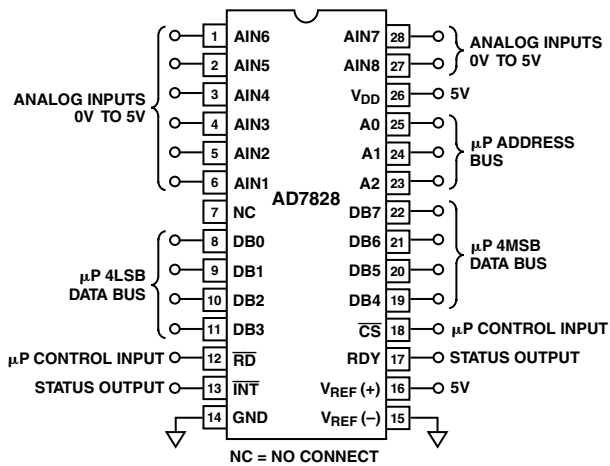 1 AIN6 AIN7 28
2 AIN5 AIN8 27
ANALOG INPUTS
0V TO 5V
ANALOG INPUTS
0V TO 5V
3 AIN4 VDD 26 5V
4 AIN3 A0 25
5 AIN2 A1 24
6 AIN1 A2 23
μP ADDRESS
BUS
AD7828
7 NC DB7 22
8 DB0 DB6 21
9 DB1 DB5 20
10 DB2 DB4 19
μP 4LSB
DATA BUS
μP 4MSB
DATA BUS
11 DB3 C̅S̅ 18 μP CONTROL INPUT
μP CONTROL INPUT 12 R̅D̅ RDY 17 STATUS OUTPUT
STATUS OUTPUT 13 I̅N̅T̅ VREF (+) 16 5V
14 GND VREF (–) 15
NC = NO CONNECT